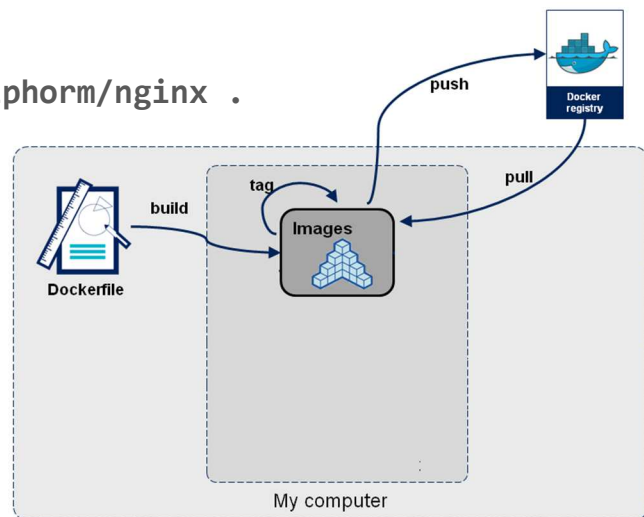 phorm/nginx .
push
Docker
registry
pull
tag
build
Images
Dockerfile
My computer